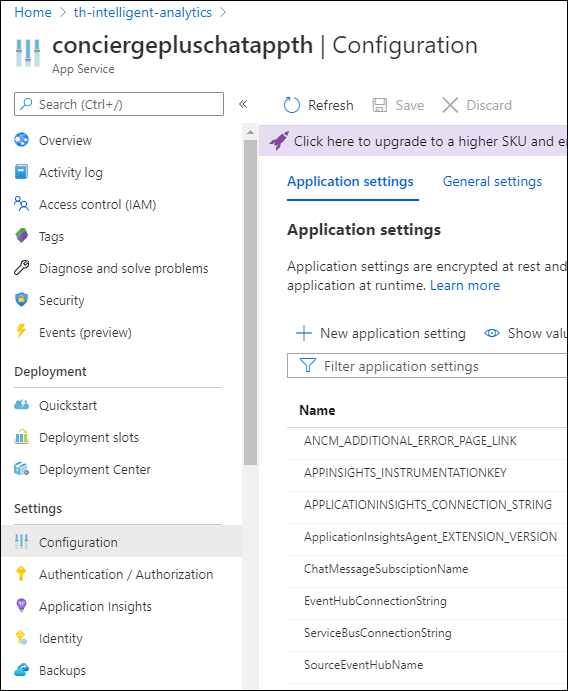 Home > th-intelligent-analytics >
conciergepluschatappth | Configuration
App Service
Search (Ctrl+/)
«
Refresh
Save
Discard
Overview
Activity log
Access control (IAM)
Tags
Diagnose and solve problems
Security
Events (preview)
Deployment
Quickstart
Deployment slots
Deployment Center
Settings
Configuration
Authentication / Authorization
Application Insights
Identity
Backups
Click here to upgrade to a higher SKU and e
Application settings
General settings
Application settings
Application settings are encrypted at rest and
application at runtime. Learn more
New application setting
Show valu
Filter application settings
Name
ANCM_ADDITIONAL_ERROR_PAGE_LINK
APPINSIGHTS_INSTRUMENTATIONKEY
APPLICATIONINSIGHTS_CONNECTION_STRING
ApplicationInsightsAgent_EXTENSION_VERSION
ChatMessageSubsciptionName
EventHubConnectionString
ServiceBusConnectionString
SourceEventHubName